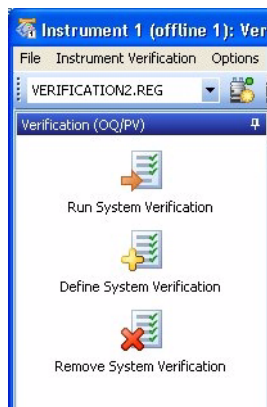 Instrument 1 (offline 1): Ver
File Instrument Verification Options
VERIFICATION2.REG
Verification (OQ/PV)
Run System Verification
Define System Verification
Remove System Verification